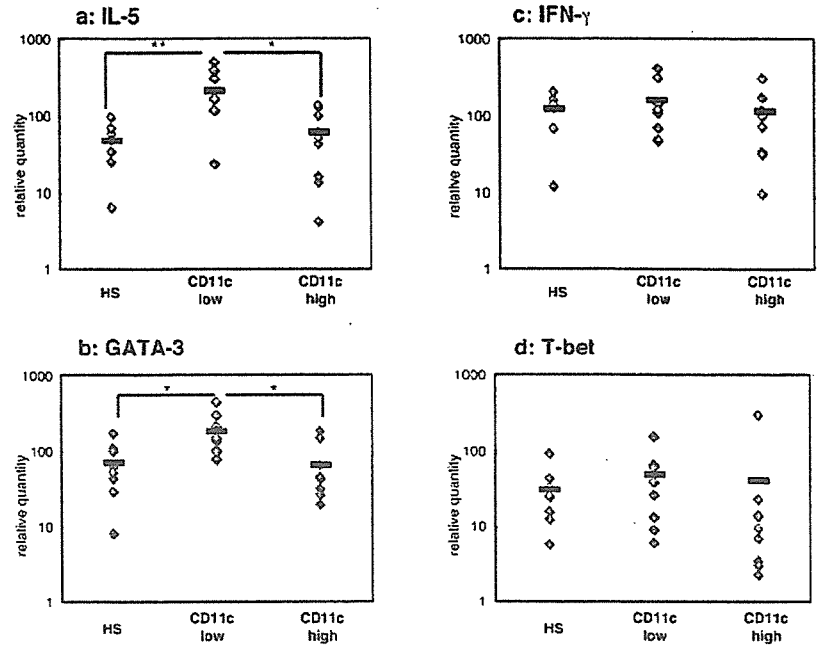 a: IL-5
1000
100
10
1
relative quantity
**
*
HS
CD11c
low
CD11c
high
c: IFN-γ
1000
100
10
1
relative quantity
HS
CD11c
low
CD11c
high
b: GATA-3
1000
100
10
1
relative quantity
*
*
HS
CD11c
low
CD11c
high
d: T-bet
1000
100
10
1
relative quantity
HS
CD11c
low
CD11c
high